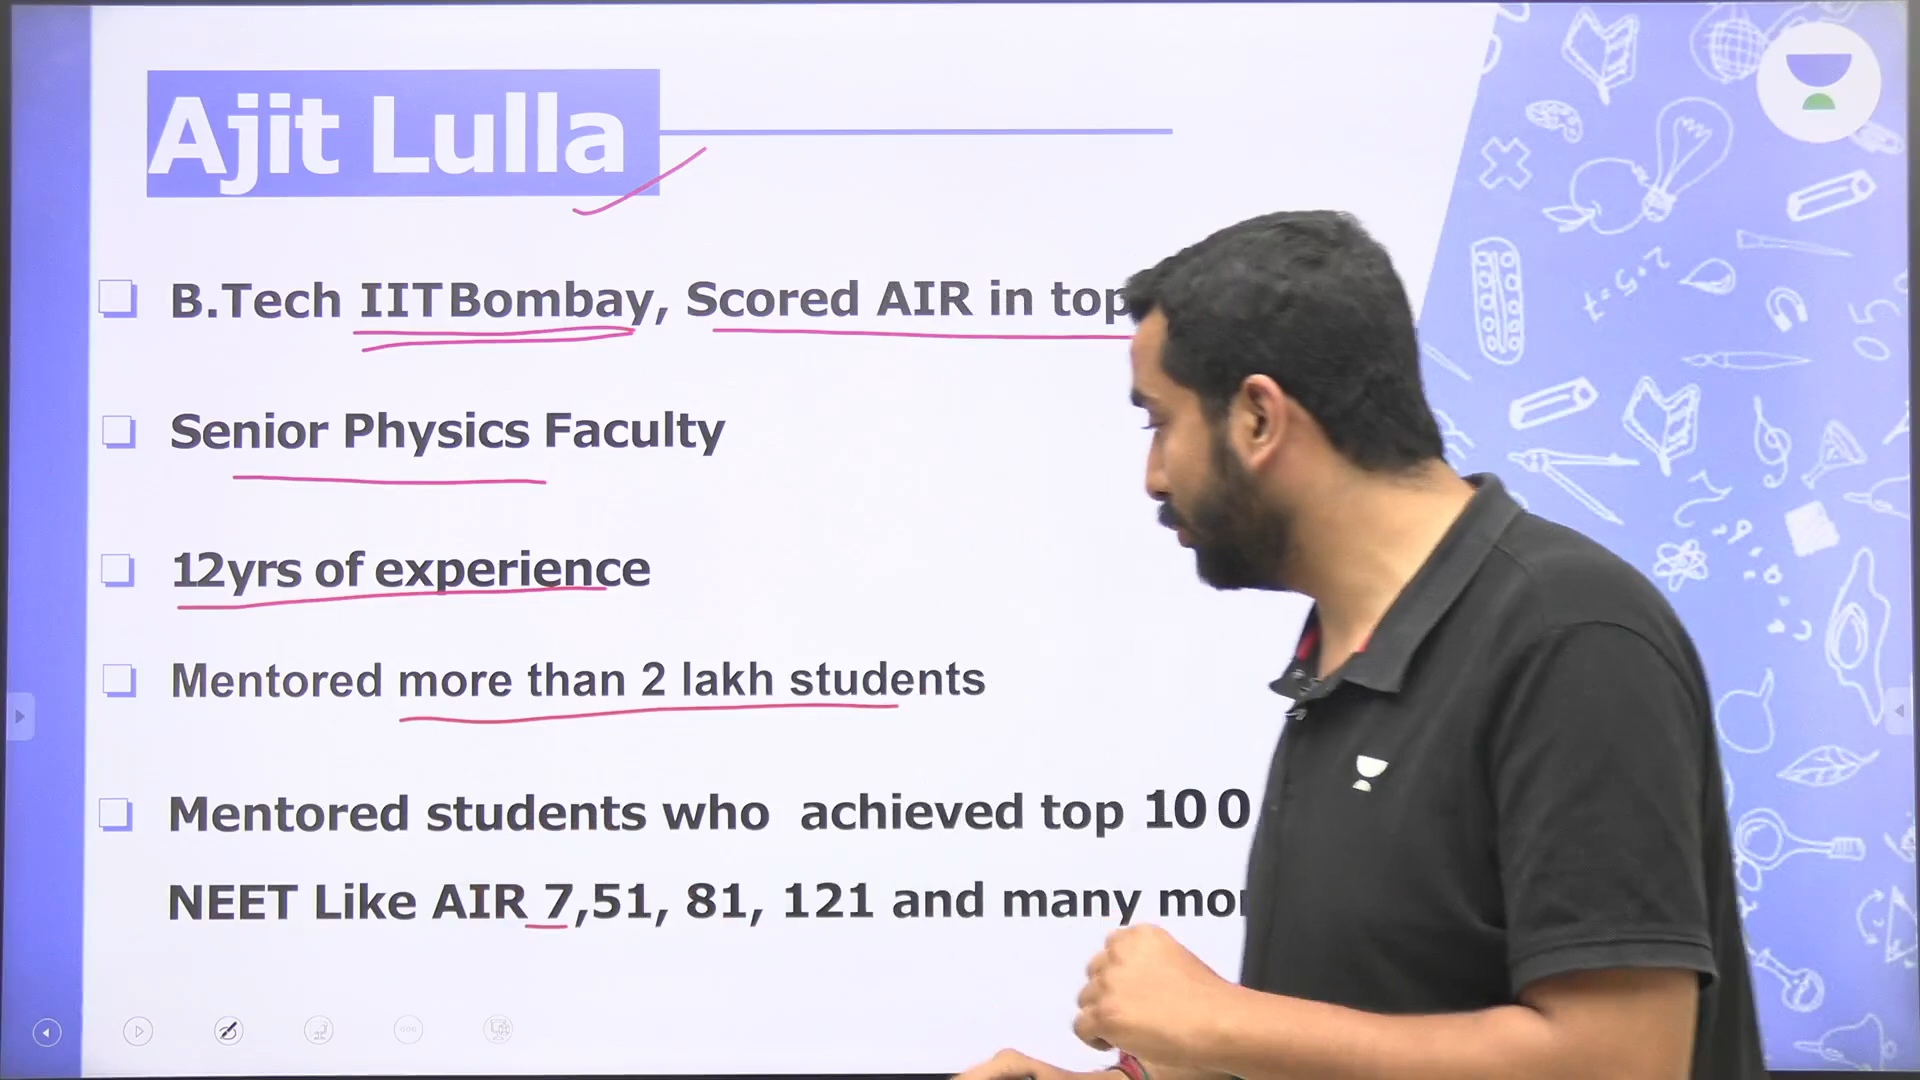 Ajit Lulla
B.Tech IIT Bombay, Scored AIR in top
Senior Physics Faculty
12yrs of experience
Mentored more than 2 lakh students
Mentored students who achieved top 100
NEET Like AIR 7,51, 81, 121 and many